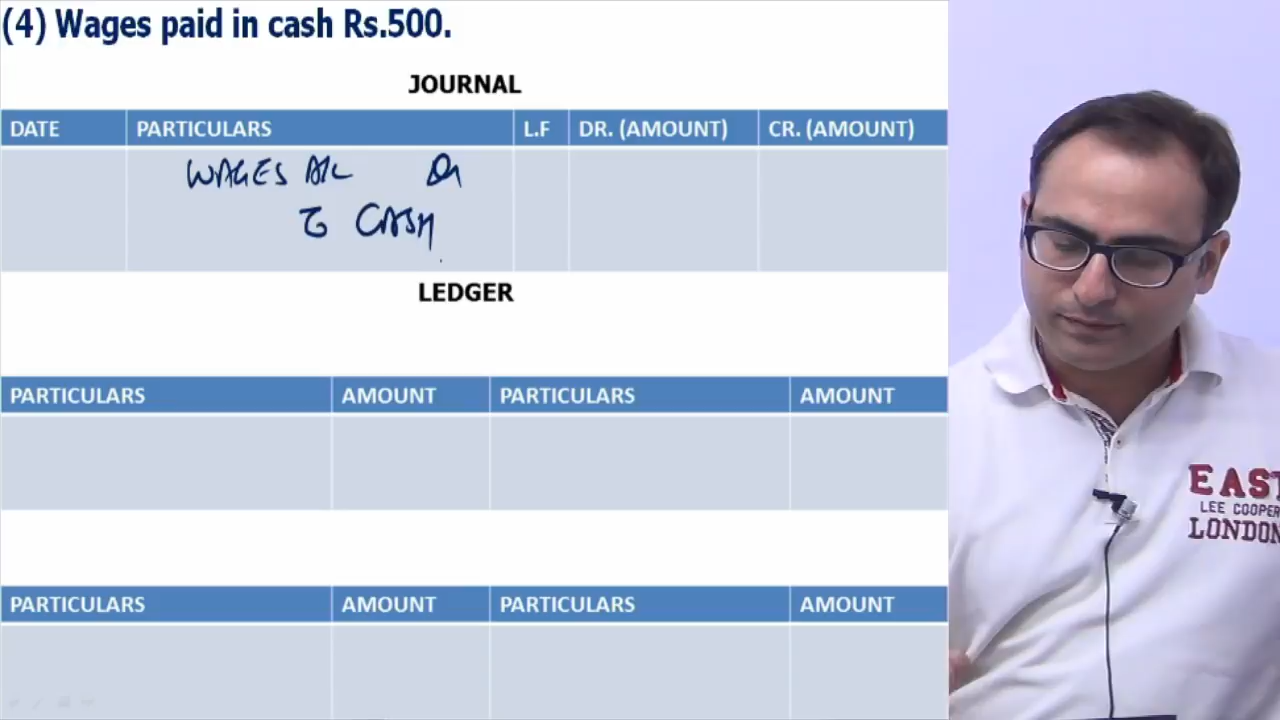 (4) Wages paid in cash Rs.500.
JOURNAL
DATE PARTICULARS L.F DR. (AMOUNT) CR. (AMOUNT)
WAGES A/C Dr
To CASH
LEDGER
PARTICULARS AMOUNT PARTICULARS AMOUNT
PARTICULARS AMOUNT PARTICULARS AMOUNT
EAST
LEE COOPER
LONDON